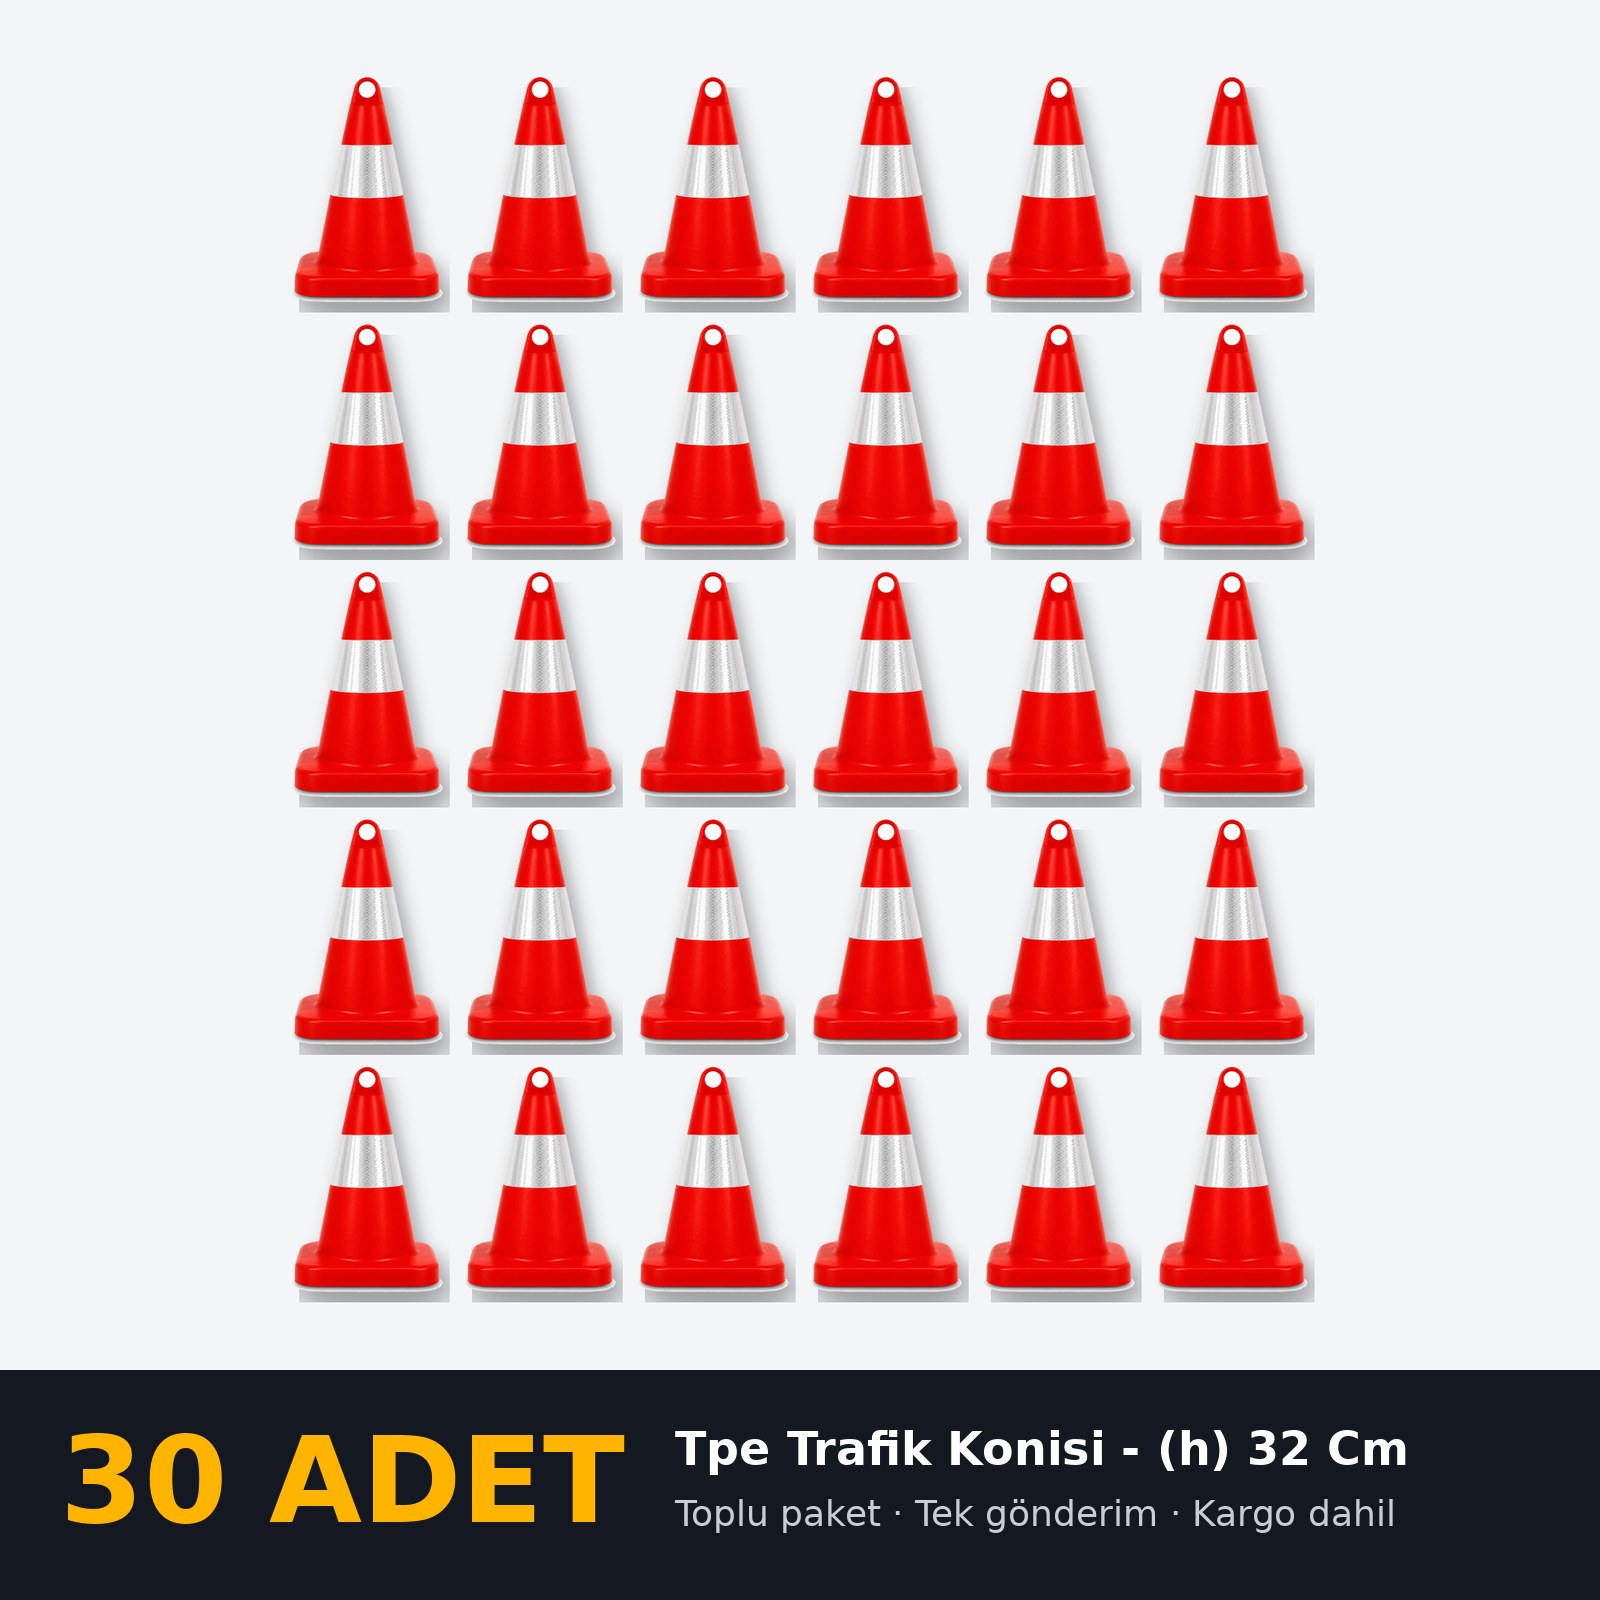 30 ADET
Tpe Trafik Konisi - (h) 32 Cm
Toplu paket · Tek gönderim · Kargo dahil